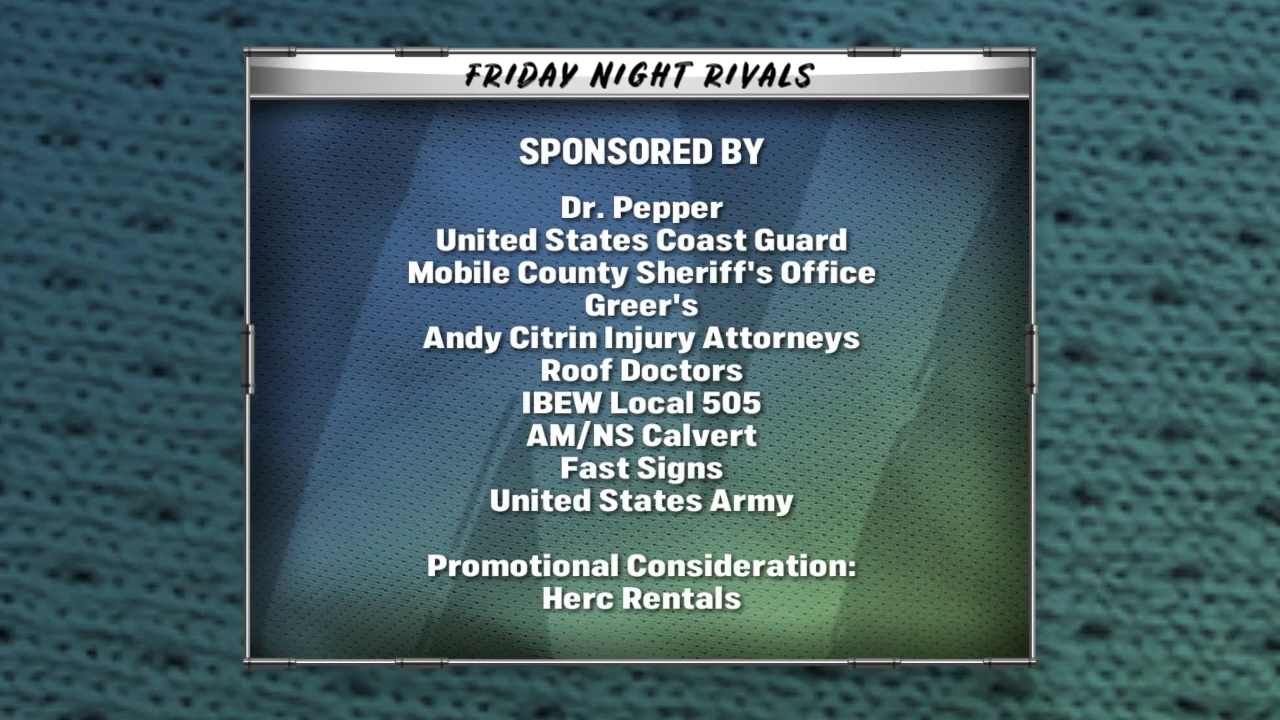 FRIDAY NIGHT RIVALS
SPONSORED BY
Dr. Pepper
United States Coast Guard
Mobile County Sheriff's Office
Greer's
Andy Citrin Injury Attorneys
Roof Doctors
IBEW Local 505
AM/NS Calvert
Fast Signs
United States Army
Promotional Consideration:
Herc Rentals